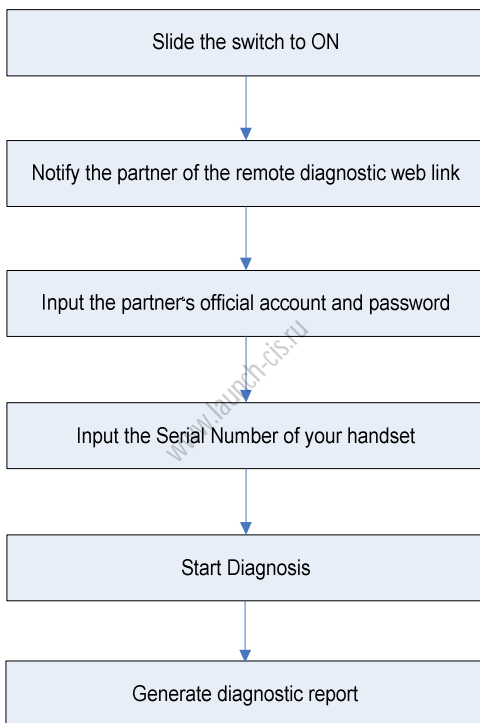 Slide the switch to ON
Notify the partner of the remote diagnostic web link
Input the partner's official account and password
www.launch-cis.ru
Input the Serial Number of your handset
Start Diagnosis
Generate diagnostic report